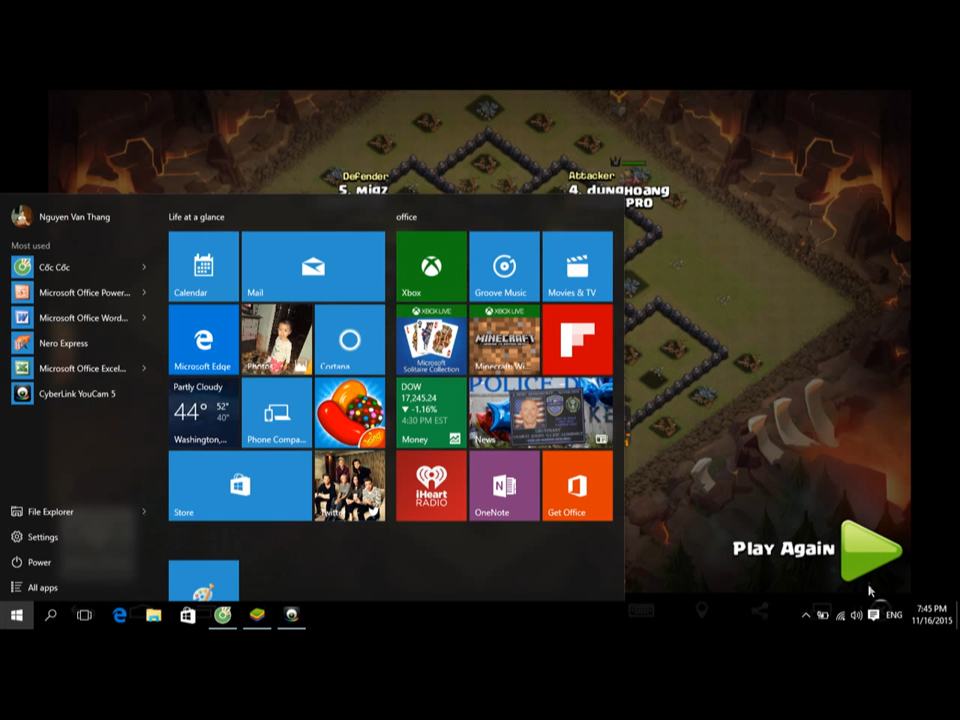 Defender
5. migz
Attacker
4. dungHoang
PRO
Nguyen Van Thang
Most used
Cốc Cốc
Microsoft Office Power...
Microsoft Office Word...
Nero Express
Microsoft Office Excel...
CyberLink YouCam 5
File Explorer
Settings
Power
All apps
Life at a glance
Calendar
Mail
Microsoft Edge
Photos
Cortana
Partly Cloudy
44° 52°
40°
Washington,...
Phone Compa...
Store
Twitter
office
Xbox
Groove Music
Movies & TV
XBOX LIVE
Microsoft
Solitaire Collection
XBOX LIVE
MINECRAFT
Minecraft: Wi...
DOW
17,245.24
▼ -1.16%
4:30 PM EST
Money
POLICE D
News
iHeart
RADIO
OneNote
Get Office
Play Again
ENG
7:45 PM
11/16/2015